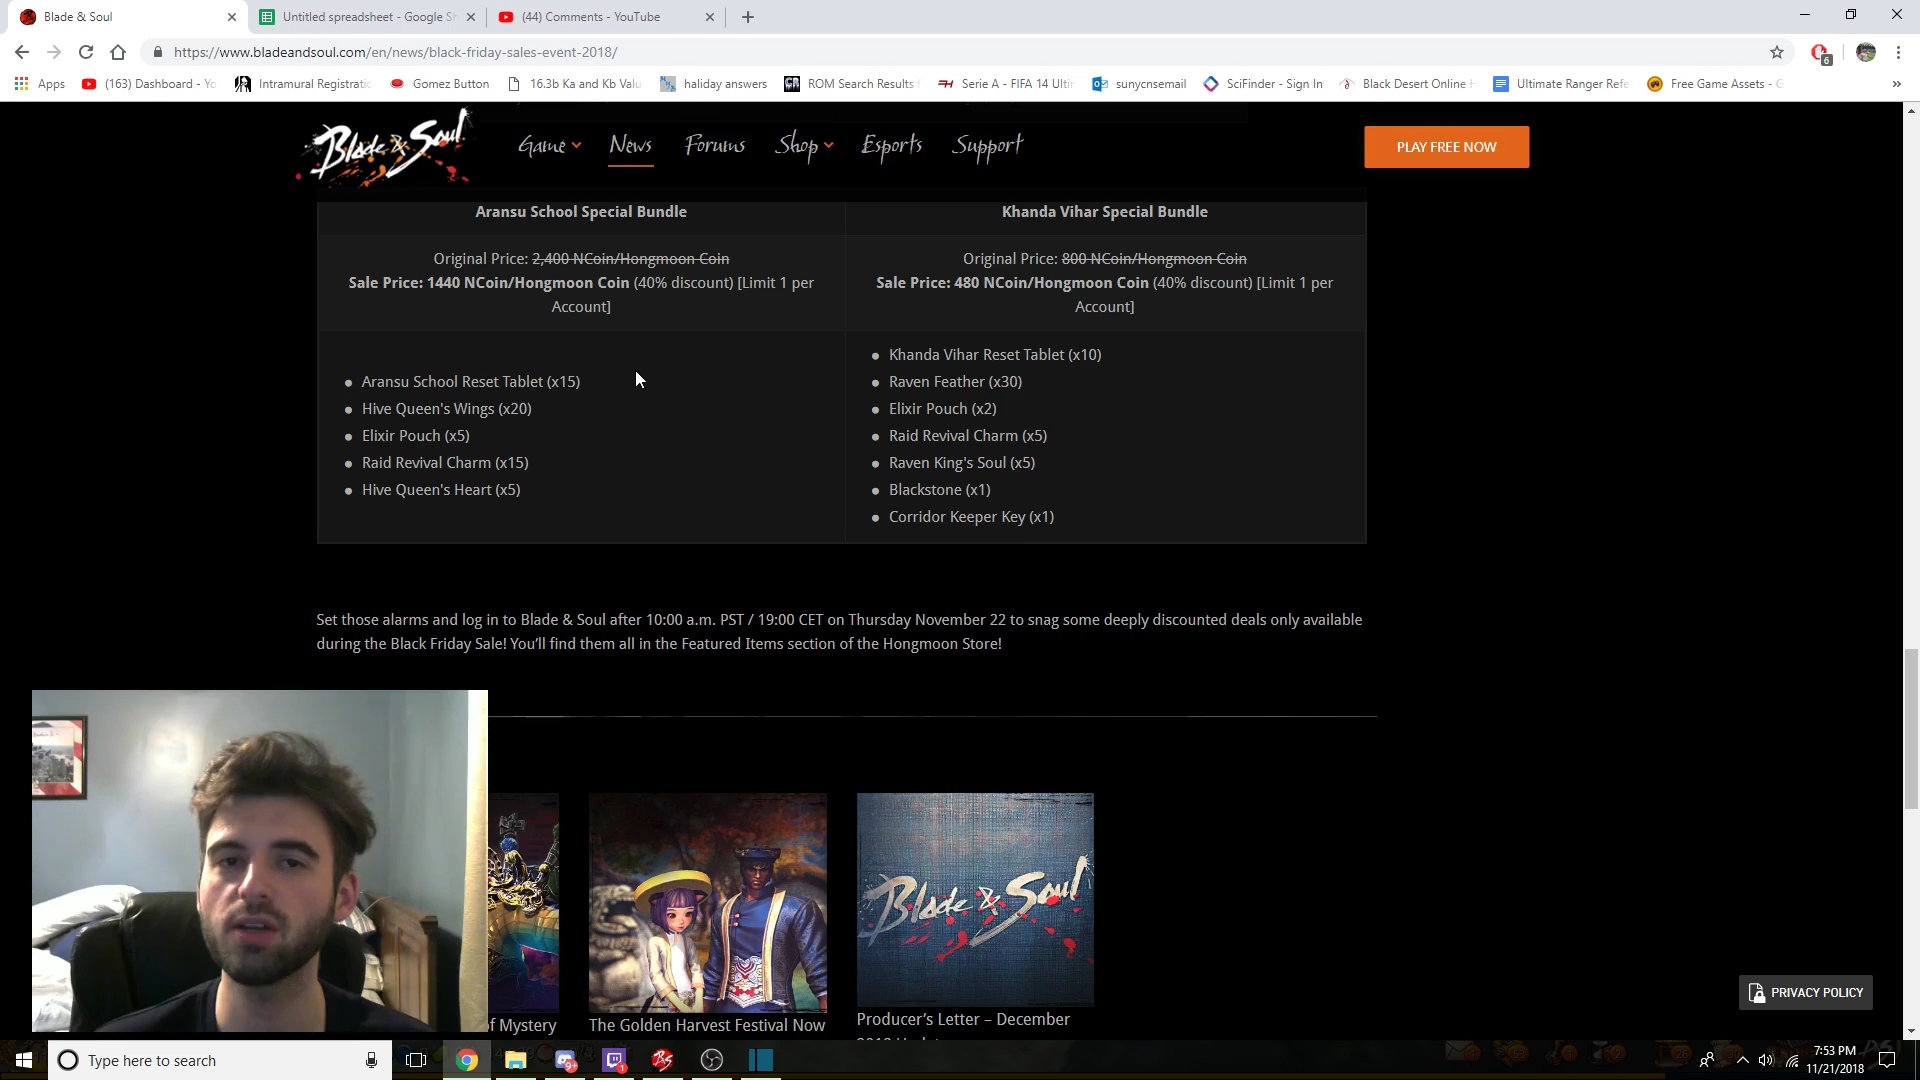 Blade & Soul
Untitled spreadsheet - Google Sh
(44) Comments - YouTube
https://www.bladeandsoul.com/en/news/black-friday-sales-event-2018/
6
Apps
(163) Dashboard - Yo
Intramural Registratic
Gomez Button
16.3b Ka and Kb Valu
haliday answers
ROM Search Results
Serie A - FIFA 14 Ulti
sunycnsemail
SciFinder - Sign In
Black Desert Online
Ultimate Ranger Refe
Free Game Assets - G
»
Blade & Soul
Game
News
Forums
Shop
Esports
Support
PLAY FREE NOW
Aransu School Special Bundle
Khanda Vihar Special Bundle
Original Price: 2,400 NCoin/Hongmoon Coin
Sale Price: 1440 NCoin/Hongmoon Coin (40% discount) [Limit 1 per
Account]
Original Price: 800 NCoin/Hongmoon Coin
Sale Price: 480 NCoin/Hongmoon Coin (40% discount) [Limit 1 per
Account]
Aransu School Reset Tablet (x15)
Hive Queen's Wings (x20)
Elixir Pouch (x5)
Raid Revival Charm (x15)
Hive Queen's Heart (x5)
Khanda Vihar Reset Tablet (x10)
Raven Feather (x30)
Elixir Pouch (x2)
Raid Revival Charm (x5)
Raven King's Soul (x5)
Blackstone (x1)
Corridor Keeper Key (x1)
Set those alarms and log in to Blade & Soul after 10:00 a.m. PST / 19:00 CET on Thursday November 22 to snag some deeply discounted deals only available
during the Black Friday Sale! You'll find them all in the Featured Items section of the Hongmoon Store!
Blade & Soul
of Mystery
The Golden Harvest Festival Now
Producer's Letter – December
PRIVACY POLICY
Type here to search
9+
1
7:53 PM
11/21/2018